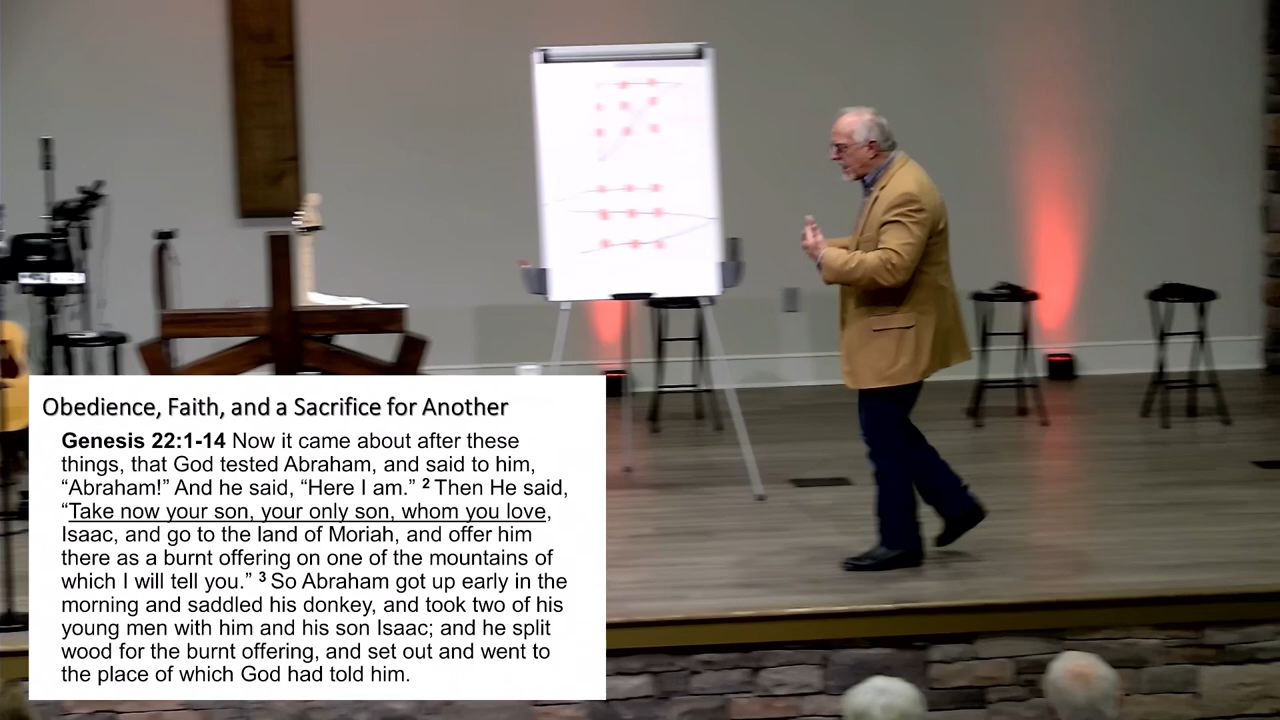 Obedience, Faith, and a Sacrifice for Another
Genesis 22:1-14 Now it came about after these
things, that God tested Abraham, and said to him,
“Abraham!” And he said, “Here I am.” 2 Then He said,
“Take now your son, your only son, whom you love,
Isaac, and go to the land of Moriah, and offer him
there as a burnt offering on one of the mountains of
which I will tell you.” 3 So Abraham got up early in the
morning and saddled his donkey, and took two of his
young men with him and his son Isaac; and he split
wood for the burnt offering, and set out and went to
the place of which God had told him.